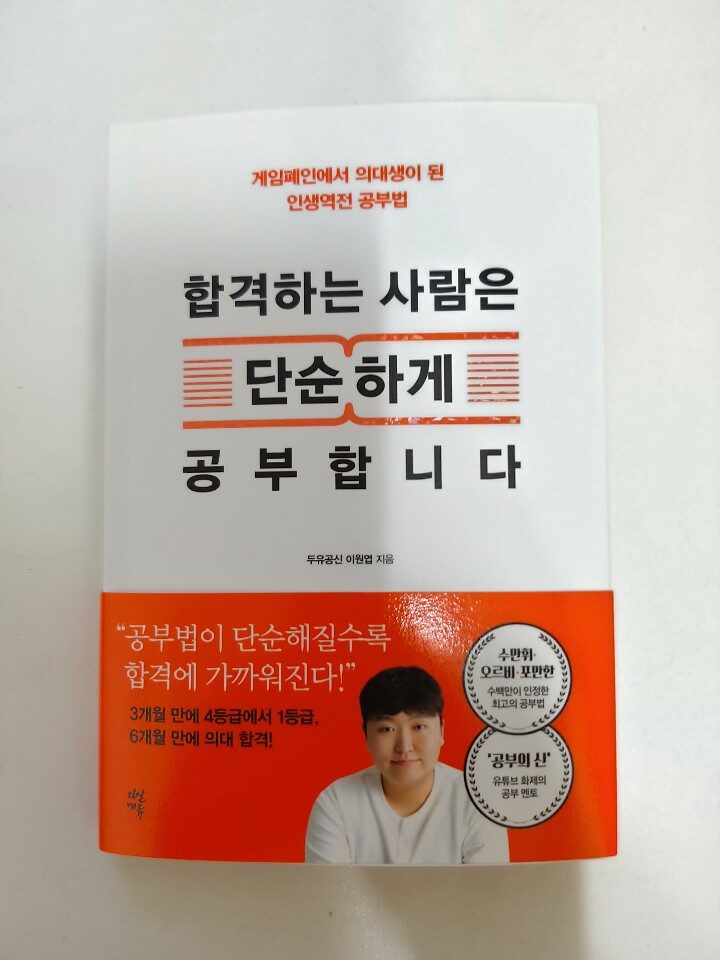 게임폐인에서 의대생이 된
인생역전 공부법
합격하는 사람은
단순하게
공부합니다
두유공신 이원엽 지음
“공부법이 단순해질수록
합격에 가까워진다!”
3개월 만에 4등급에서 1등급,
6개월 만에 의대 합격!
수만휘·
오르비·포만한
수백만이 인정한
최고의 공부법
'공부의 신'
유튜브 화제의
공부 멘토
다산
에듀